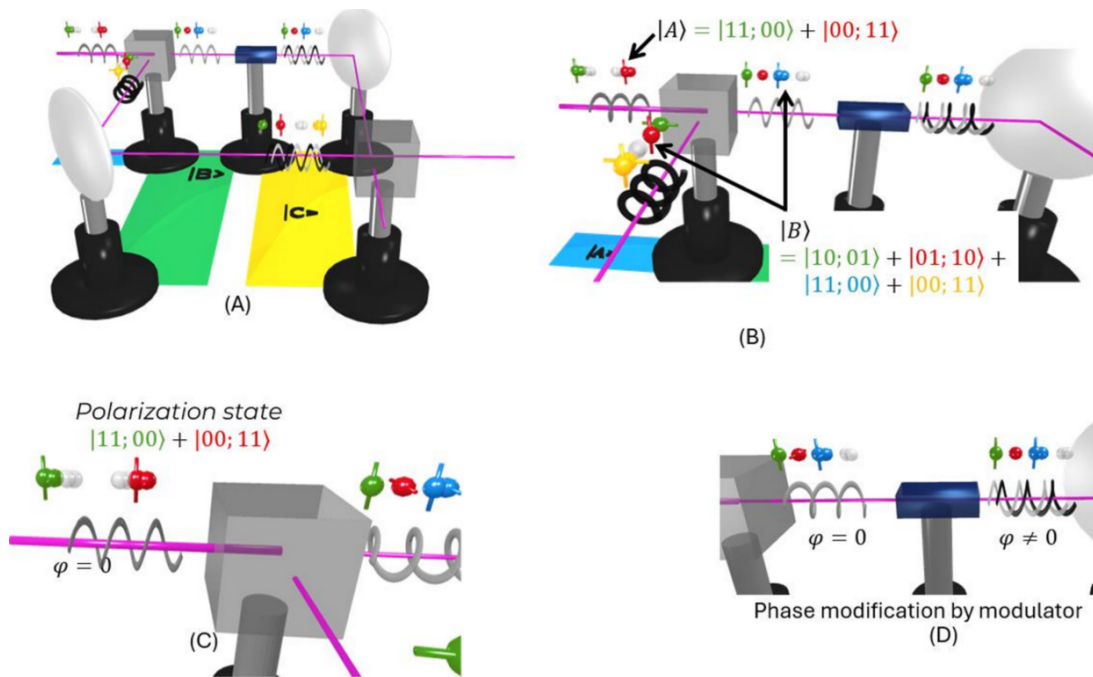 |B>
|C>
(A)
|A⟩ = |11; 00⟩ + |00; 11⟩
|A>
|B⟩
= |10; 01⟩ + |01; 10⟩ +
|11; 00⟩ + |00; 11⟩
(B)
Polarization state
|11; 00⟩ + |00; 11⟩
φ = 0
(C)
φ = 0
φ ≠ 0
Phase modification by modulator
(D)